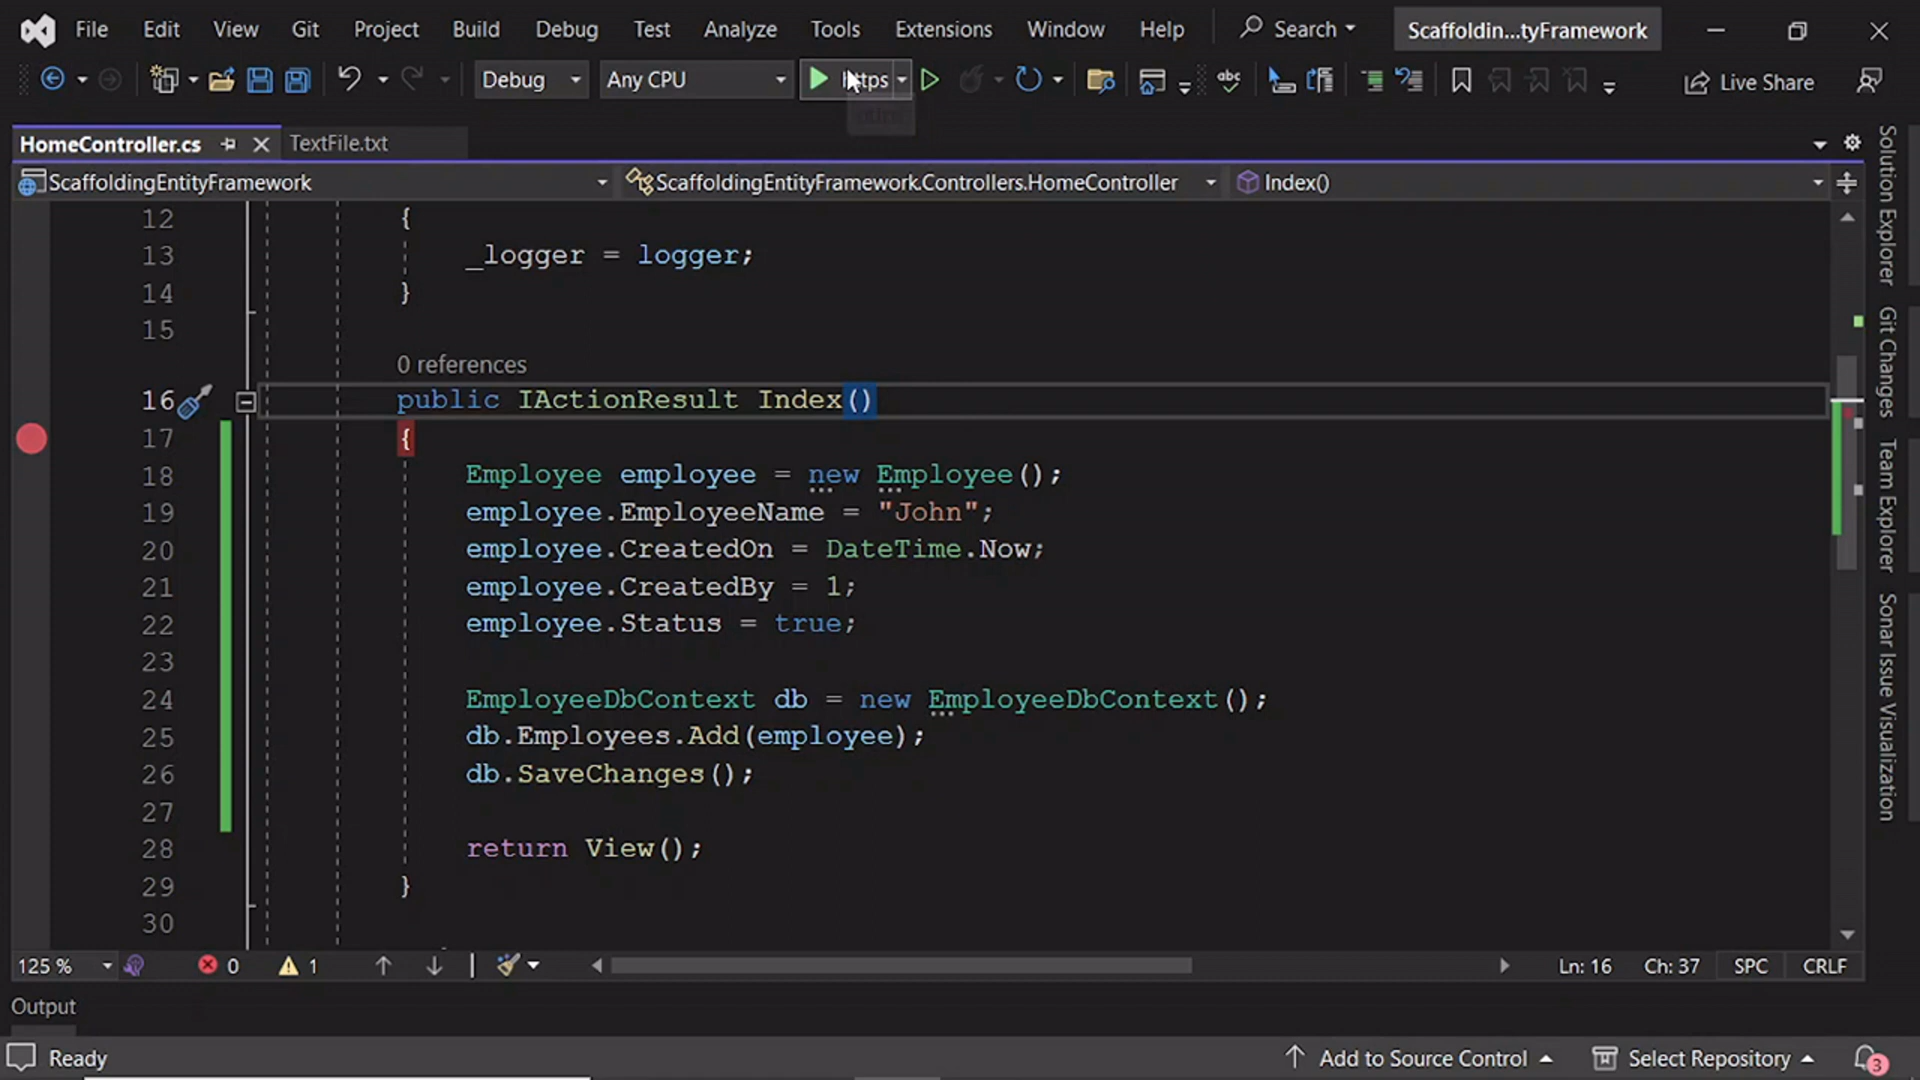 File Edit View Git Project Build Debug Test Analyze Tools Extensions Window Help Search Scaffoldin...tyFramework
Debug Any CPU https abc Live Share
HomeController.cs TextFile.txt
ScaffoldingEntityFramework ScaffoldingEntityFramework.Controllers.HomeController Index()
12 {
13 _logger = logger;
14 }
15
0 references
16 public IActionResult Index()
17 {
18 Employee employee = new Employee();
19 employee.EmployeeName = "John";
20 employee.CreatedOn = DateTime.Now;
21 employee.CreatedBy = 1;
22 employee.Status = true;
23
24 EmployeeDbContext db = new EmployeeDbContext();
25 db.Employees.Add(employee);
26 db.SaveChanges();
27
28 return View();
29 }
30
Solution Explorer
Git Changes
Team Explorer
Sonar Issue Visualization
125 % 0 1 Ln: 16 Ch: 37 SPC CRLF
Output
Ready Add to Source Control Select Repository 3